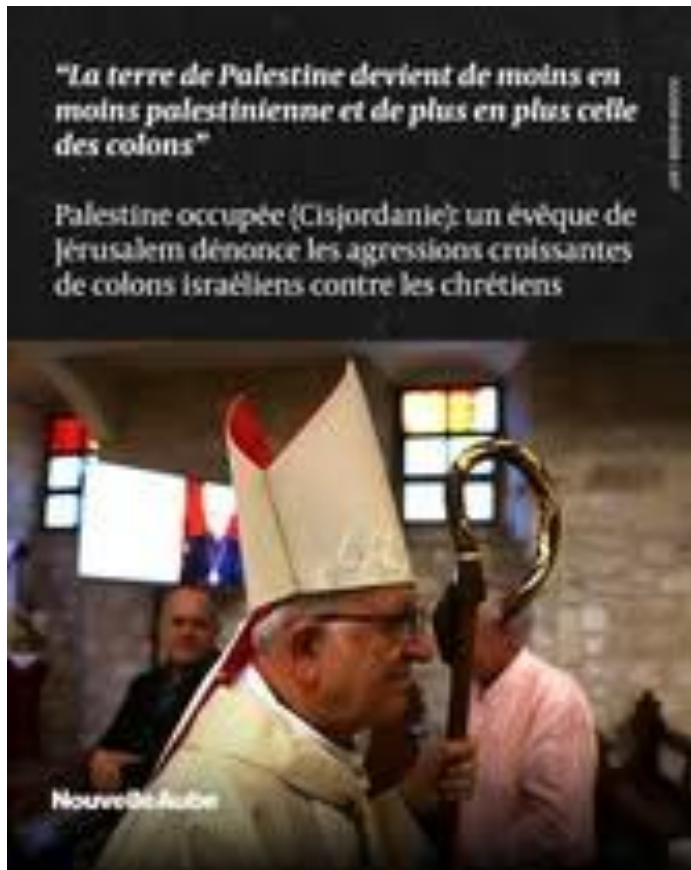 “La terre de Palestine devient de moins en
moins palestinienne et de plus en plus celle
des colons”
Palestine occupée (Cisjordanie): un évêque de
Jérusalem dénonce les agressions croissantes
de colons israéliens contre les chrétiens
NouvelleAube